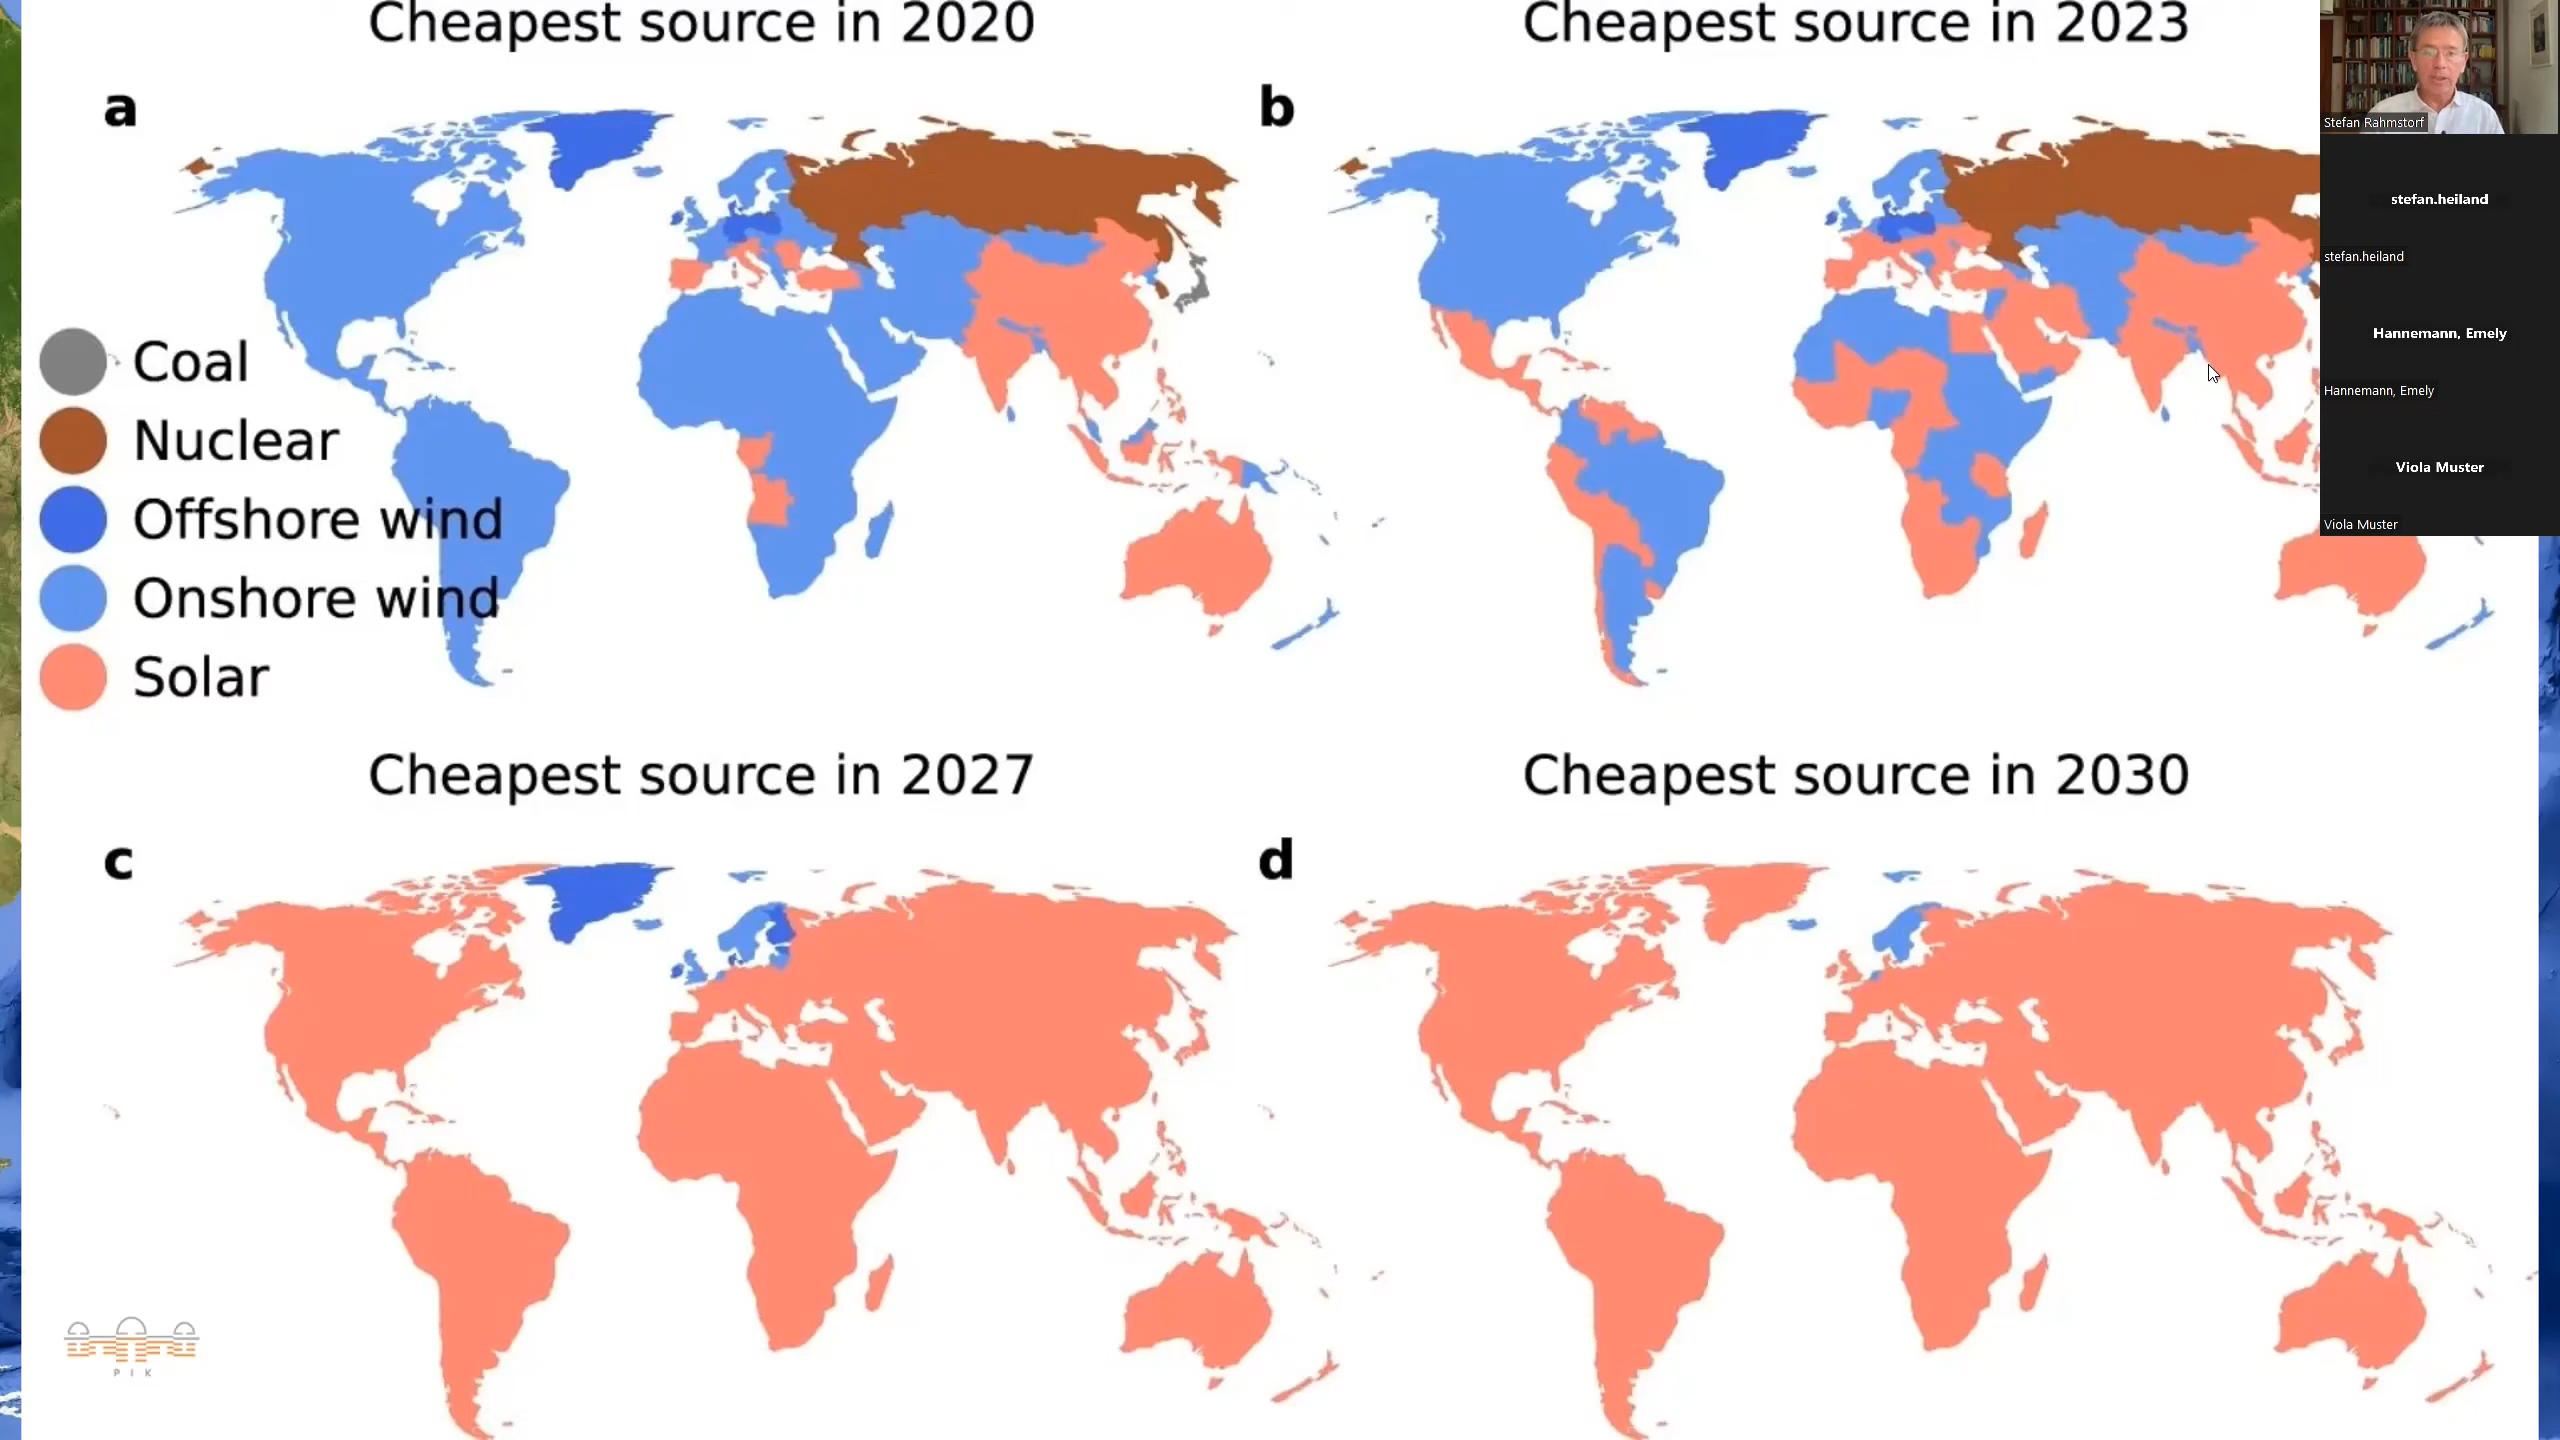 Cheapest source in 2020
Cheapest source in 2023
a
b
Coal
Nuclear
Offshore wind
Onshore wind
Solar
Cheapest source in 2027
Cheapest source in 2030
c
d
P I K
Stefan Rahmstorf
stefan.heiland
stefan.heiland
Hannemann, Emely
Hannemann, Emely
Viola Muster
Viola Muster